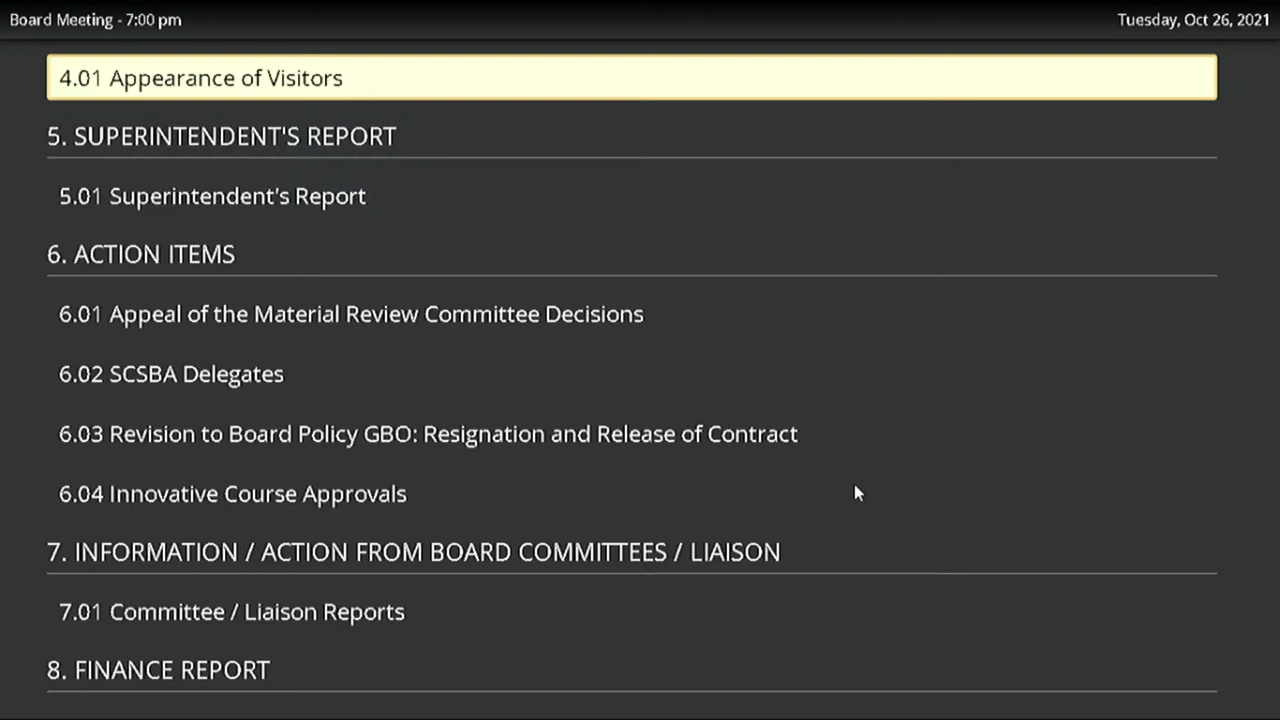 Board Meeting - 7:00 pm
Tuesday, Oct 26, 2021
4.01 Appearance of Visitors
5. SUPERINTENDENT'S REPORT
5.01 Superintendent's Report
6. ACTION ITEMS
6.01 Appeal of the Material Review Committee Decisions
6.02 SCSBA Delegates
6.03 Revision to Board Policy GBO: Resignation and Release of Contract
6.04 Innovative Course Approvals
7. INFORMATION / ACTION FROM BOARD COMMITTEES / LIAISON
7.01 Committee / Liaison Reports
8. FINANCE REPORT